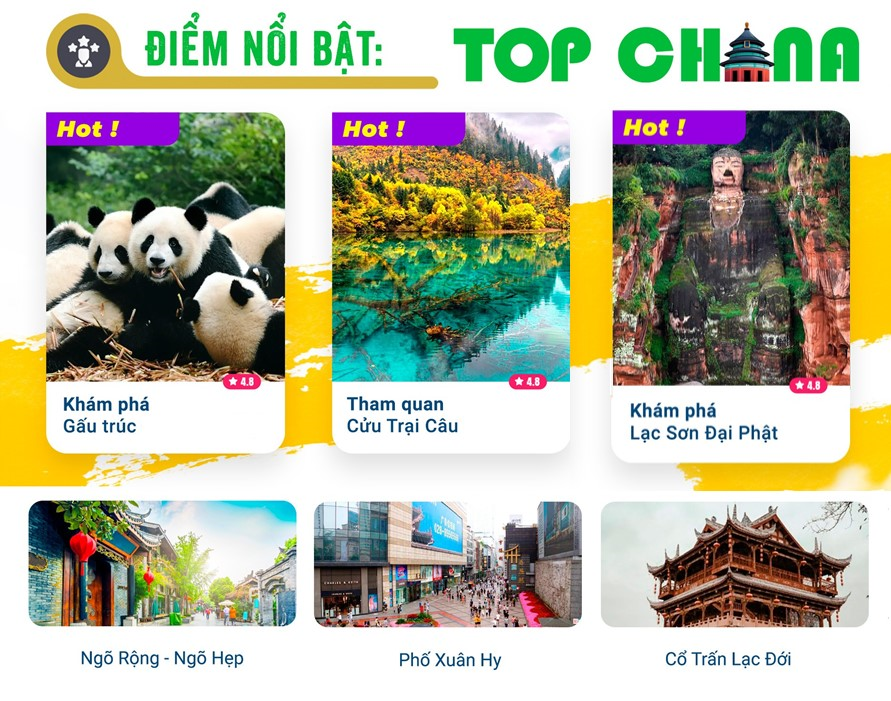 ĐIỂM NỔI BẬT:
TOP CHINA
Hot !
Hot !
Hot !
4.8
4.8
4.8
Khám phá
Gấu trúc
Tham quan
Cửu Trại Câu
Khám phá
Lạc Sơn Đại Phật
CHARLES & KEITH
Ngõ Rộng - Ngõ Hẹp
Phố Xuân Hy
Cổ Trấn Lạc Đới